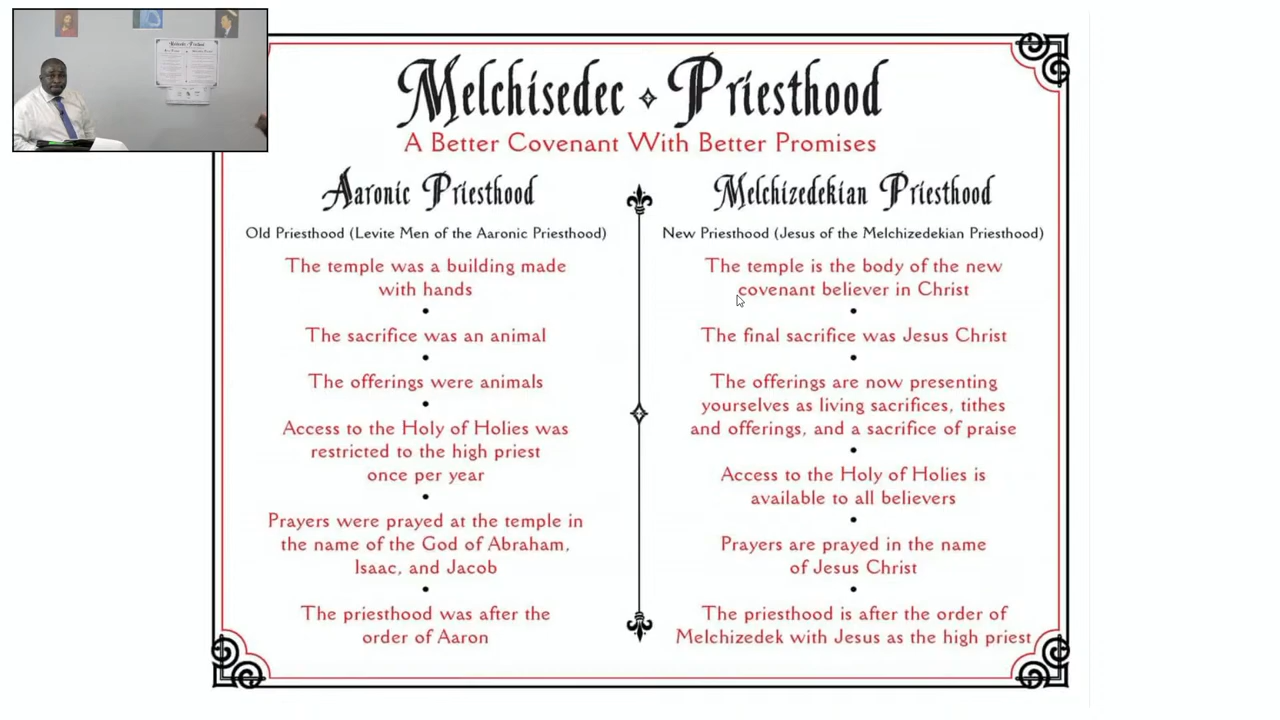 Melchisedec Priesthood
A Better Covenant With Better Promises
Aaronic Priesthood
Old Priesthood (Levite Men of the Aaronic Priesthood)
The temple was a building made
with hands
The sacrifice was an animal
The offerings were animals
Access to the Holy of Holies was
restricted to the high priest
once per year
Prayers were prayed at the temple in
the name of the God of Abraham,
Isaac, and Jacob
The priesthood was after the
order of Aaron
Melchizedekian Priesthood
New Priesthood (Jesus of the Melchizedekian Priesthood)
The temple is the body of the new
covenant believer in Christ
The final sacrifice was Jesus Christ
The offerings are now presenting
yourselves as living sacrifices, tithes
and offerings, and a sacrifice of praise
Access to the Holy of Holies is
available to all believers
Prayers are prayed in the name
of Jesus Christ
The priesthood is after the order of
Melchizedek with Jesus as the high priest